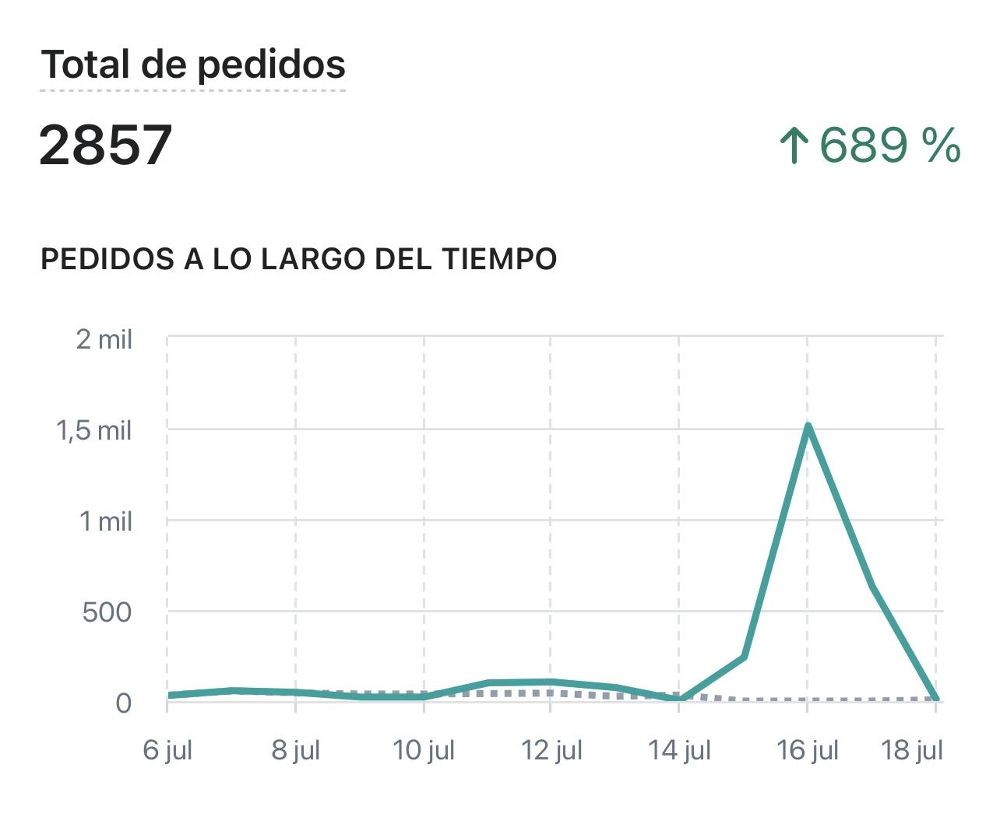 Total de pedidos
2857
↑ 689 %
PEDIDOS A LO LARGO DEL TIEMPO
2 mil
1,5 mil
1 mil
500
0
6 jul 8 jul 10 jul 12 jul 14 jul 16 jul 18 jul